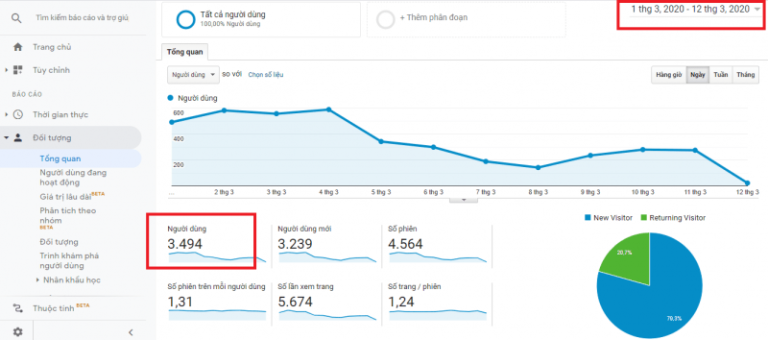 Tìm kiếm báo cáo và trợ giú
Trang chủ
Tùy chỉnh
BÁO CÁO
Thời gian thực
Đối tượng
Tổng quan
Người dùng đang
hoạt động
Giá trị lâu dài BETA
Phân tích theo
nhóm
BETA
Đối tượng
Trình khám phá
người dùng
Nhân khẩu học
Thuộc tính BETA
Tất cả người dùng
100,00% Người dùng
+ Thêm phân đoạn
1 thg 3, 2020 - 12 thg 3, 2020
Tổng quan
Người dùng so với Chọn số liệu
Hàng giờ Ngày Tuần Tháng
Người dùng
600
400
200
... 2 thg 3 3 thg 3 4 thg 3 5 thg 3 6 thg 3 7 thg 3 8 thg 3 9 thg 3 10 thg 3 11 thg 3 12 thg 3
Người dùng
3.494
Người dùng mới
3.239
Số phiên
4.564
Số phiên trên mỗi người dùng
1,31
Số lần xem trang
5.674
Số trang / phiên
1,24
New Visitor Returning Visitor
20,7%
79,3%